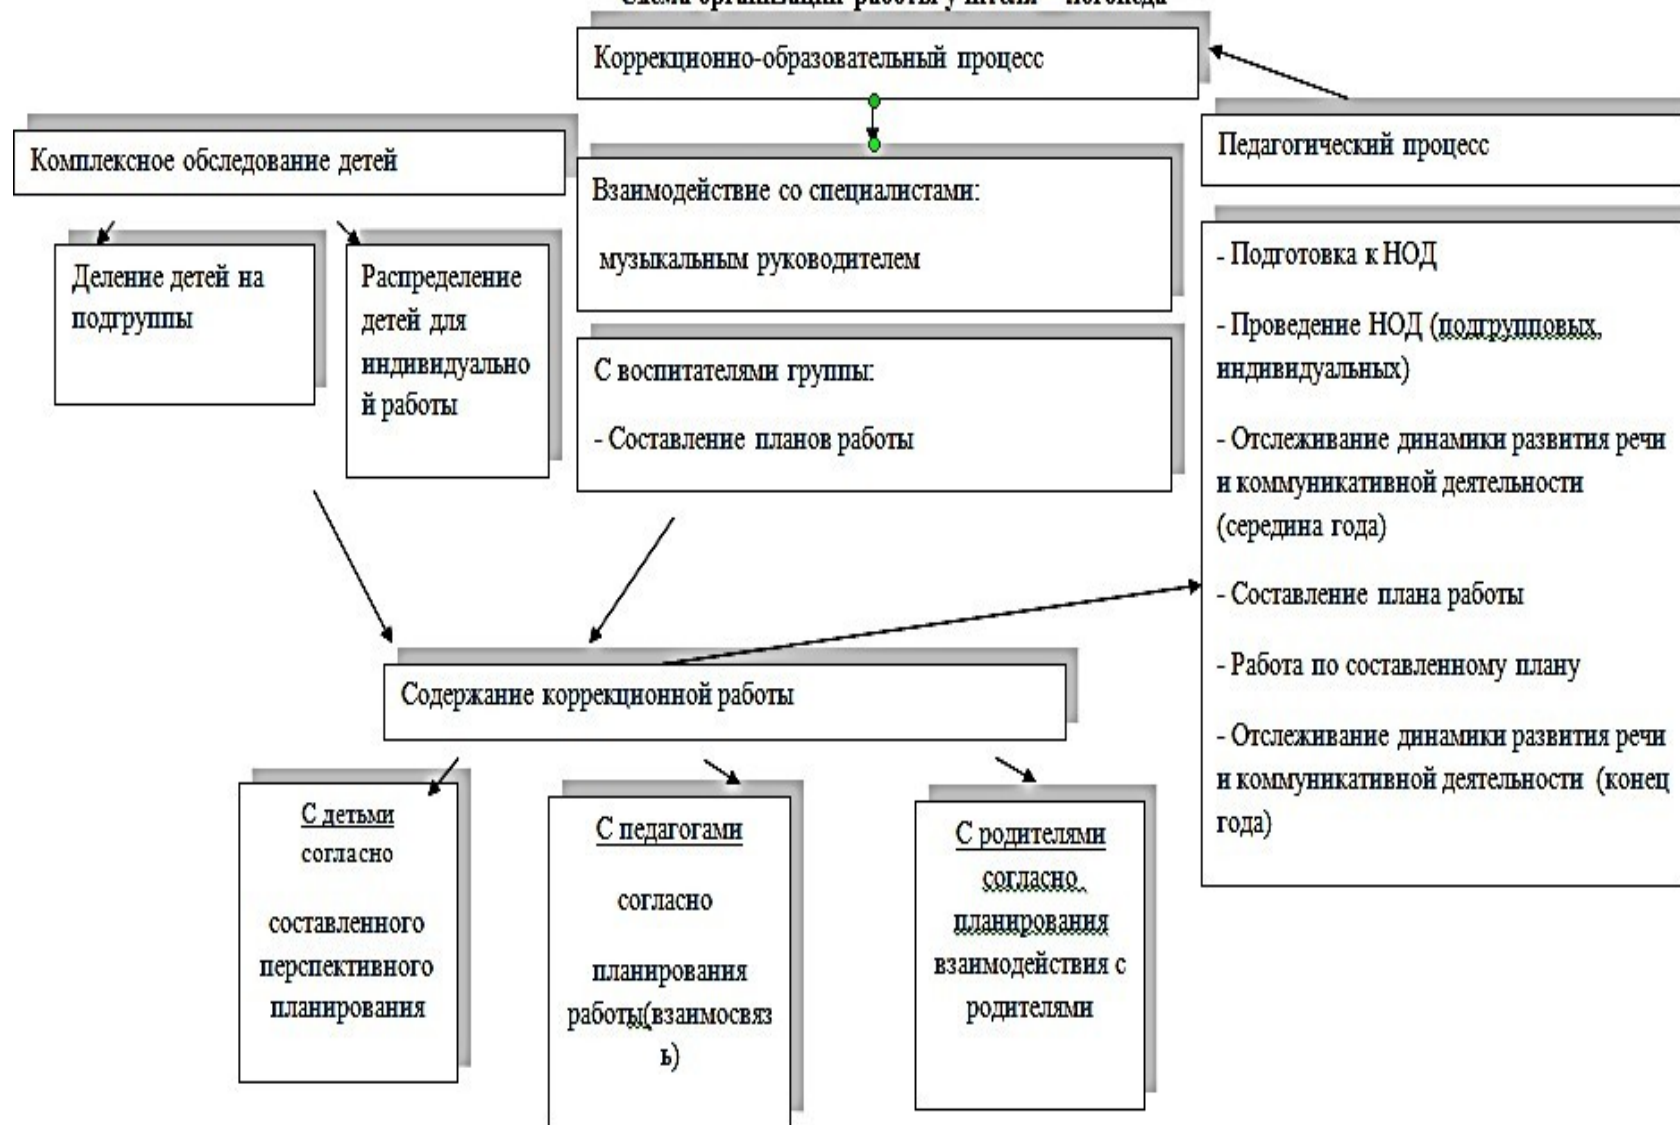 Коррекционно-образовательный процесс
Комплексное обследование детей
Деление детей на
подгруппы
Распределение
детей для
индивидуально
й работы
Взаимодействие со специалистами:
музыкальным руководителем
С воспитателями группы:
- Составление планов работы
Педагогический процесс
- Подготовка к НОД
- Проведение НОД (подгрупповых,
индивидуальных)
- Отслеживание динамики развития речи
и коммуникативной деятельности
(середина года)
- Составление плана работы
- Работа по составленному плану
- Отслеживание динамики развития речи
и коммуникативной деятельности (конец
года)
Содержание коррекционной работы
С детьми
согласно
составленного
перспективного
планирования
С педагогами
согласно
планирования
работы(взаимосвяз
ь)
С родителями
согласно
планирования
взаимодействия с
родителями